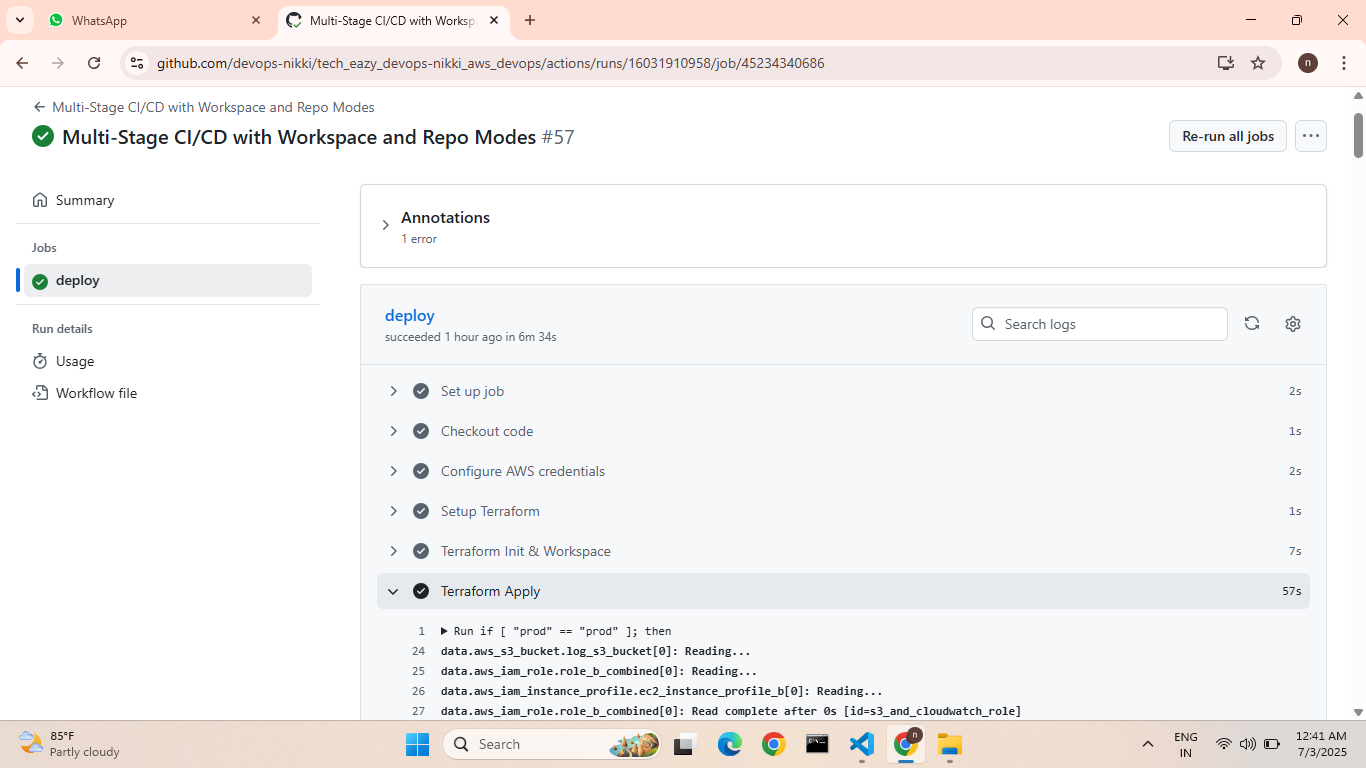 WhatsApp
Multi-Stage CI/CD with Worksp
github.com/devops-nikki/tech_eazy_devops-nikki_aws_devops/actions/runs/16031910958/job/45234340686
n
Multi-Stage CI/CD with Workspace and Repo Modes
Multi-Stage CI/CD with Workspace and Repo Modes #57
Re-run all jobs
Summary
Jobs
deploy
Run details
Usage
Workflow file
Annotations
1 error
deploy
succeeded 1 hour ago in 6m 34s
Search logs
Set up job 2s
Checkout code 1s
Configure AWS credentials 2s
Setup Terraform 1s
Terraform Init & Workspace 7s
Terraform Apply 57s
1 Run if [ "prod" == "prod" ]; then
24 data.aws_s3_bucket.log_s3_bucket[0]: Reading...
25 data.aws_iam_role.role_b_combined[0]: Reading...
26 data.aws_iam_instance_profile.ec2_instance_profile_b[0]: Reading...
27 data.aws_iam_role.role_b_combined[0]: Read complete after 0s [id=s3_and_cloudwatch_role]
85°F
Partly cloudy
Search
n
ENG
IN
12:41 AM
7/3/2025